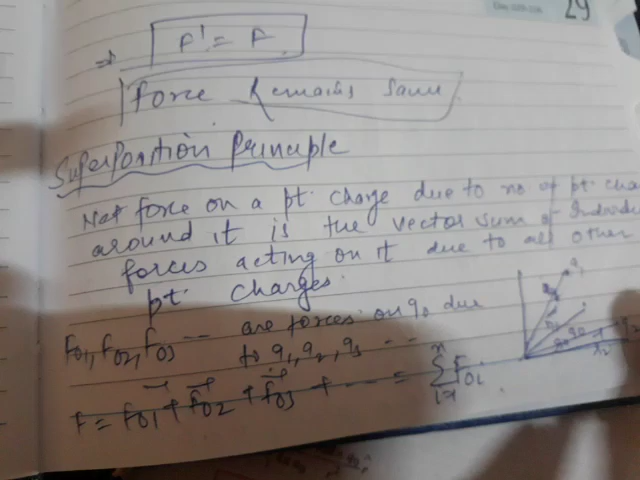 29
⇒ F' = F
force Remains Same
Superposition Principle
Net force on a pt. charge due to no of pt. cha
around it is the vector sum of Individu
forces acting on it due to all other
pt. charges.
F01, F02, F03 --- are forces on q0 due
to q1, q2, q3 ---
F = F01 + F02 + F03 + --- = Σ F0i
n
i=1
q1